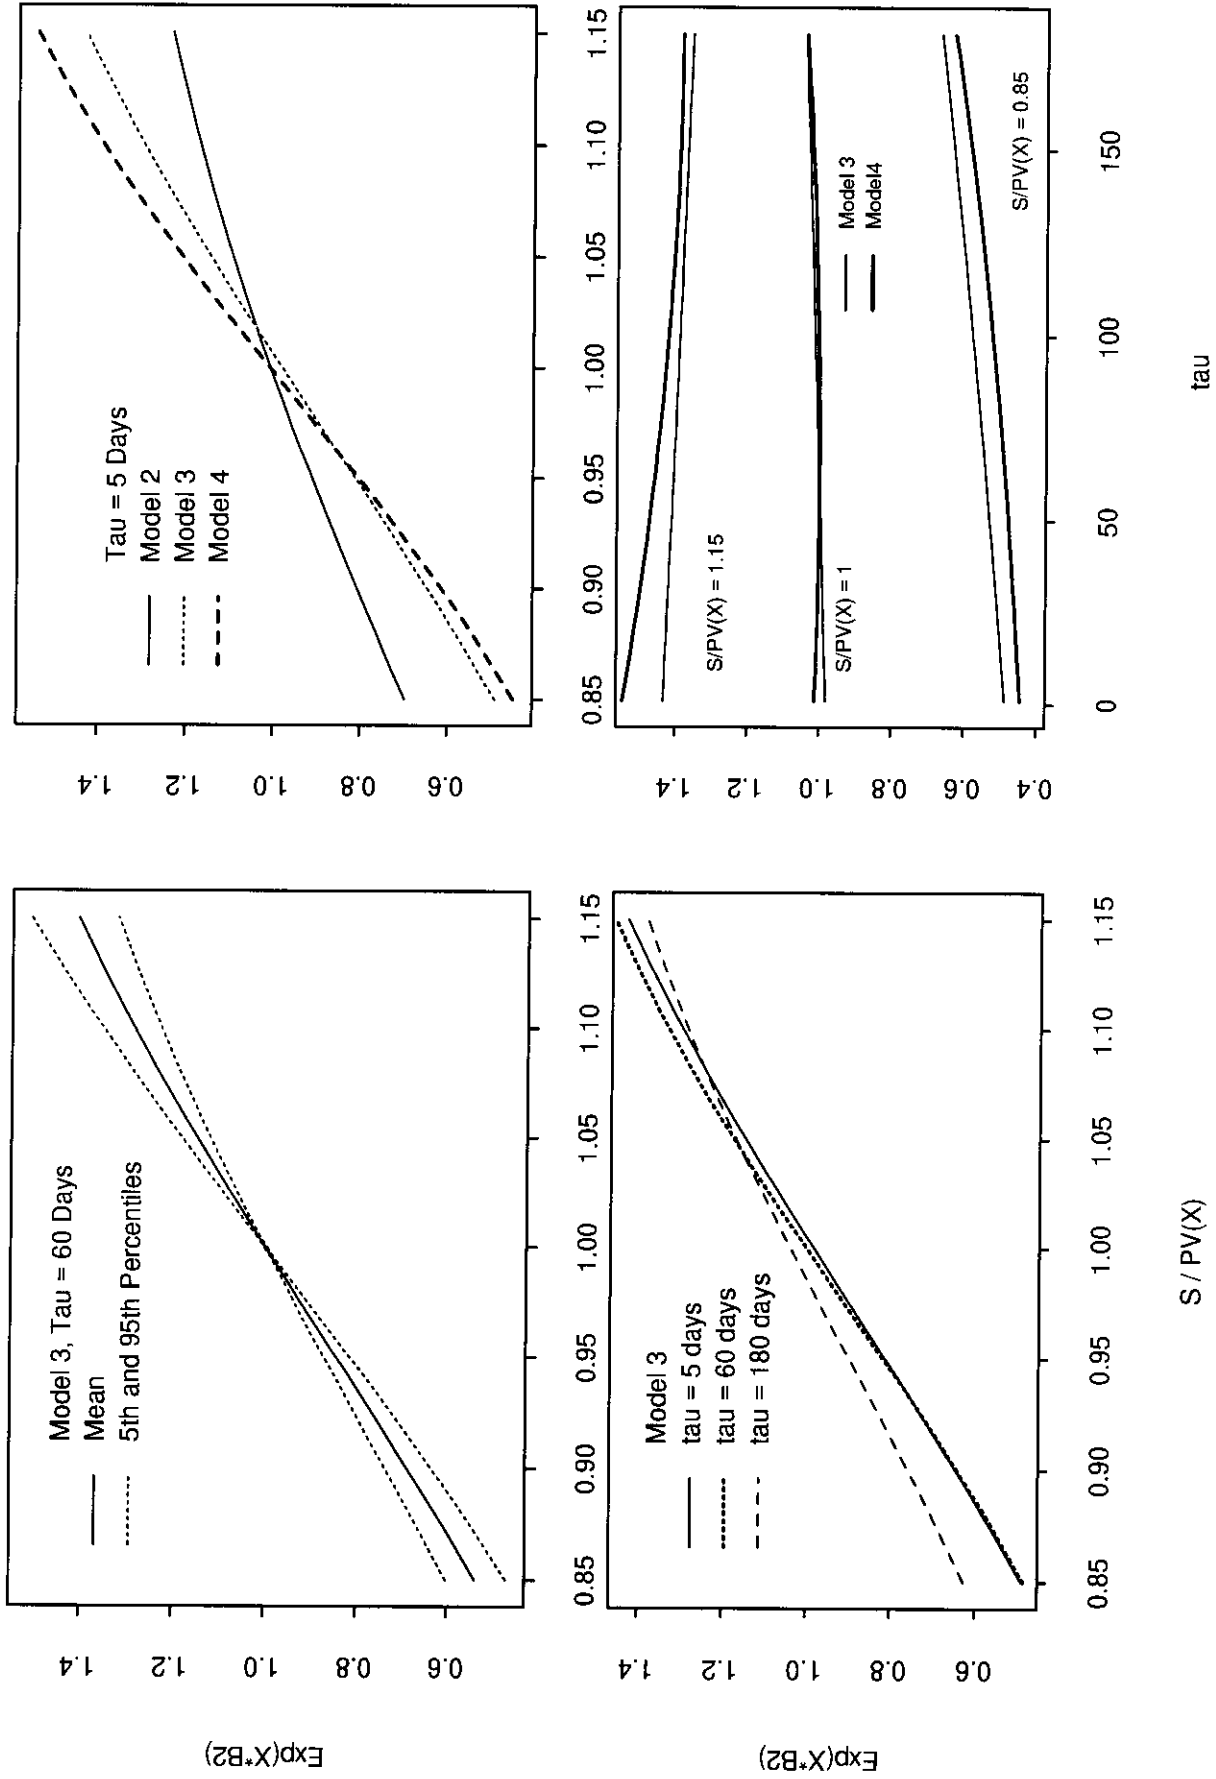 Exp(X*B2)
1.4
1.2
1.0
0.8
0.6
Model 3, Tau = 60 Days
Mean
5th and 95th Percentiles
0.85 0.90 0.95 1.00 1.05 1.10 1.15
1.4
1.2
1.0
0.8
0.6
Tau = 5 Days
Model 2
Model 3
Model 4
0.85 0.90 0.95 1.00 1.05 1.10 1.15
Exp(X*B2)
1.4
1.2
1.0
0.8
0.6
Model 3
tau = 5 days
tau = 60 days
tau = 180 days
0.85 0.90 0.95 1.00 1.05 1.10 1.15
S / PV(X)
1.4
1.2
1.0
0.8
0.6
0.4
S/PV(X) = 1.15
S/PV(X) = 1
Model 3
Model4
S/PV(X) = 0.85
0 50 100 150
tau